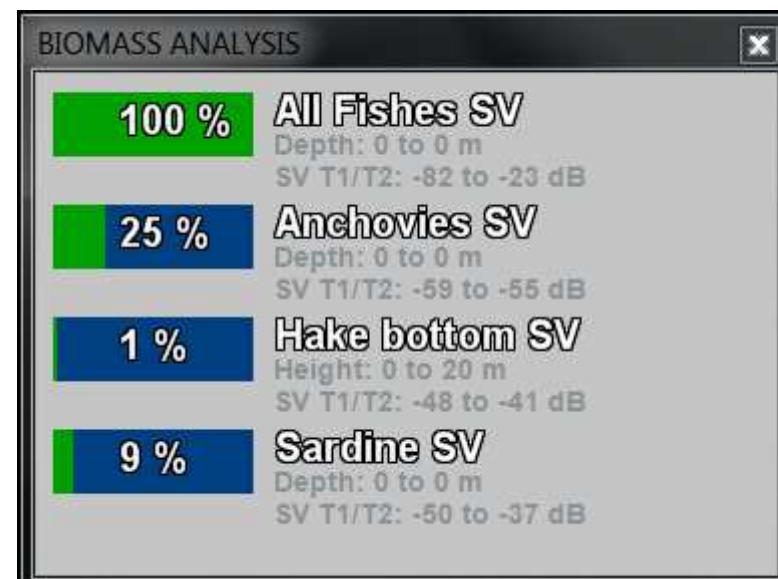 BIOMASS ANALYSIS
100 %
All Fishes SV
Depth: 0 to 0 m
SV T1/T2: -82 to -23 dB
25 %
Anchovies SV
Depth: 0 to 0 m
SV T1/T2: -59 to -55 dB
1 %
Hake bottom SV
Height: 0 to 20 m
SV T1/T2: -48 to -41 dB
9 %
Sardine SV
Depth: 0 to 0 m
SV T1/T2: -50 to -37 dB